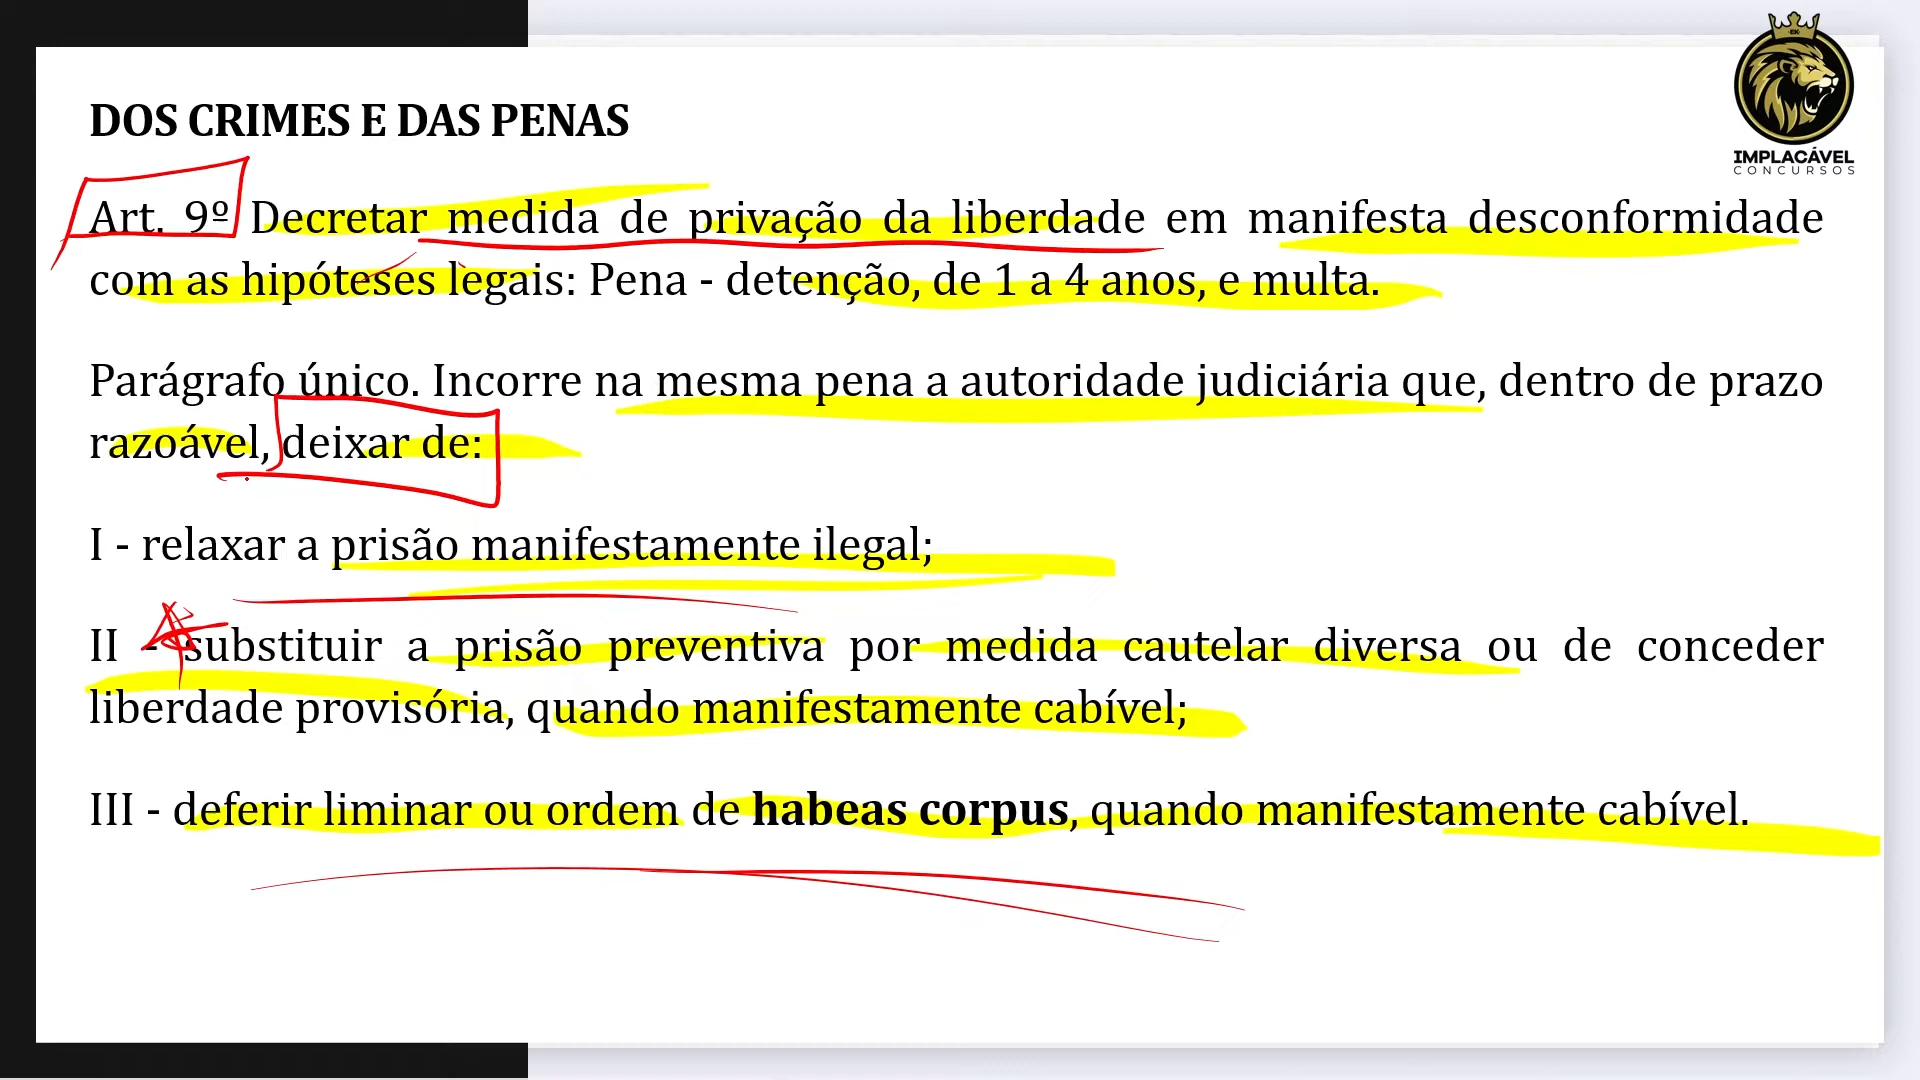 EK
IMPLACÁVEL
CONCURSOS
DOS CRIMES E DAS PENAS
Art. 9º Decretar medida de privação da liberdade em manifesta desconformidade
com as hipóteses legais: Pena - detenção, de 1 a 4 anos, e multa.
Parágrafo único. Incorre na mesma pena a autoridade judiciária que, dentro de prazo
razoável, deixar de:
I - relaxar a prisão manifestamente ilegal;
II - substituir a prisão preventiva por medida cautelar diversa ou de conceder
liberdade provisória, quando manifestamente cabível;
III - deferir liminar ou ordem de habeas corpus, quando manifestamente cabível.